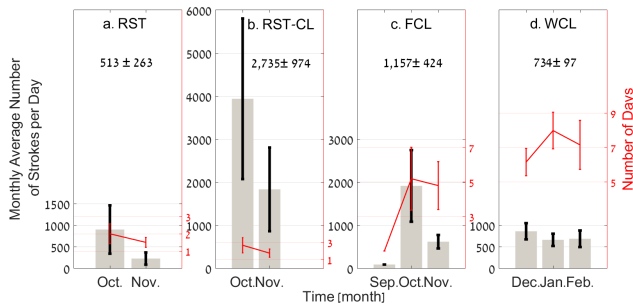 a. RST
b. RST-CL
c. FCL
d. WCL
513 ± 263
2,735± 974
1,157± 424
734± 97
Monthly Average Number
of Strokes per Day
1500
1000
500
0
3
2
1
Oct. Nov.
6000
5000
4000
3000
2000
1000
0
3
1
Oct.Nov.
5000
4000
3000
2000
1000
0
7
5
3
1
Sep.Oct.Nov.
1500
1000
500
0
9
7
5
Dec.Jan.Feb.
Number of Days
Time [month]